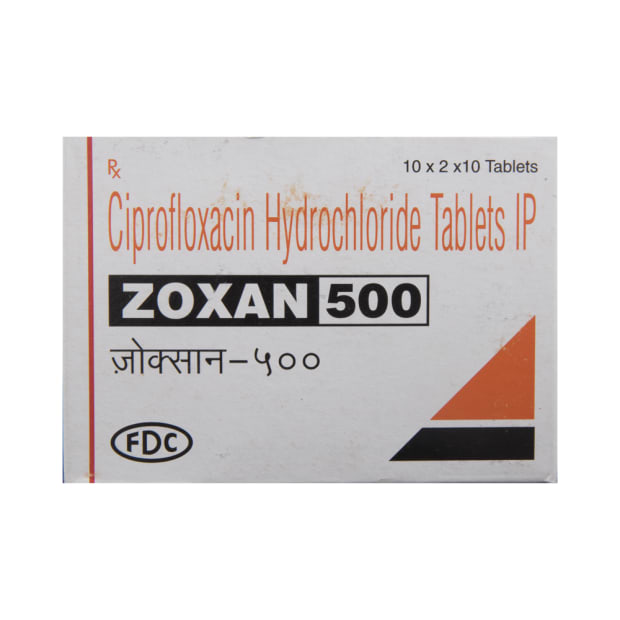 Rx 10 x 2 x10 Tablets
Ciprofloxacin Hydrochloride Tablets IP
ZOXAN 500
ज़ोक्सान-५००
FDC